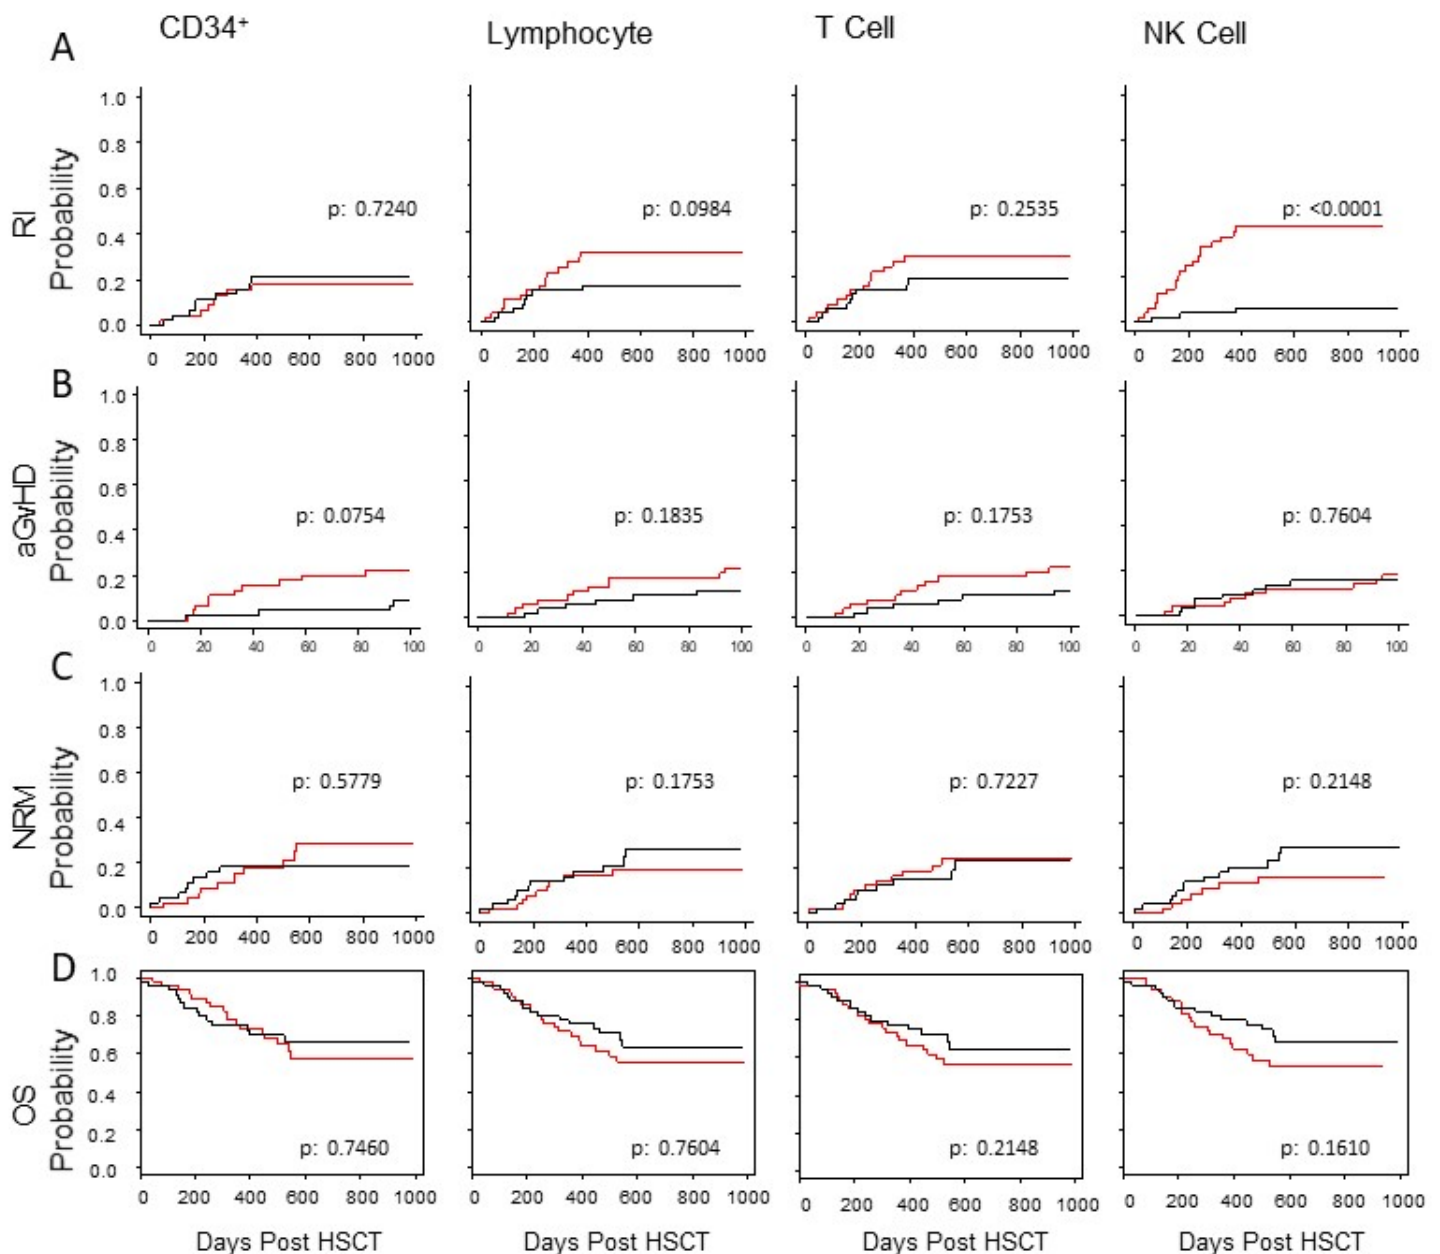 CD34+ Lymphocyte T Cell NK Cell
A
RI
Probability
1.0
0.8
0.6
0.4
0.2
0.0
p: 0.7240 p: 0.0984 p: 0.2535 p: <0.0001
0 200 400 600 800 1000 0 200 400 600 800 1000 0 200 400 600 800 1000 0 200 400 600 800 1000
B
aGvHD
Probability
1.0
0.8
0.6
0.4
0.2
0.0
p: 0.0754 p: 0.1835 p: 0.1753 p: 0.7604
0 20 40 60 80 100 0 20 40 60 80 100 0 20 40 60 80 100 0 20 40 60 80 100
C
NRM
Probability
1.0
0.8
0.6
0.4
0.2
0.0
p: 0.5779 p: 0.1753 p: 0.7227 p: 0.2148
0 200 400 600 800 1000 0 200 400 600 800 1000 0 200 400 600 800 1000 0 200 400 600 800 1000
D
OS
Probability
1.0
0.8
0.6
0.4
0.2
0.0
p: 0.7460 p: 0.7604 p: 0.2148 p: 0.1610
0 200 400 600 800 1000 0 200 400 600 800 1000 0 200 400 600 800 1000 0 200 400 600 800 1000
Days Post HSCT Days Post HSCT Days Post HSCT Days Post HSCT